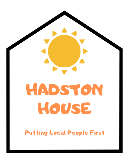 HADSTON
HOUSE
Putting Local People First